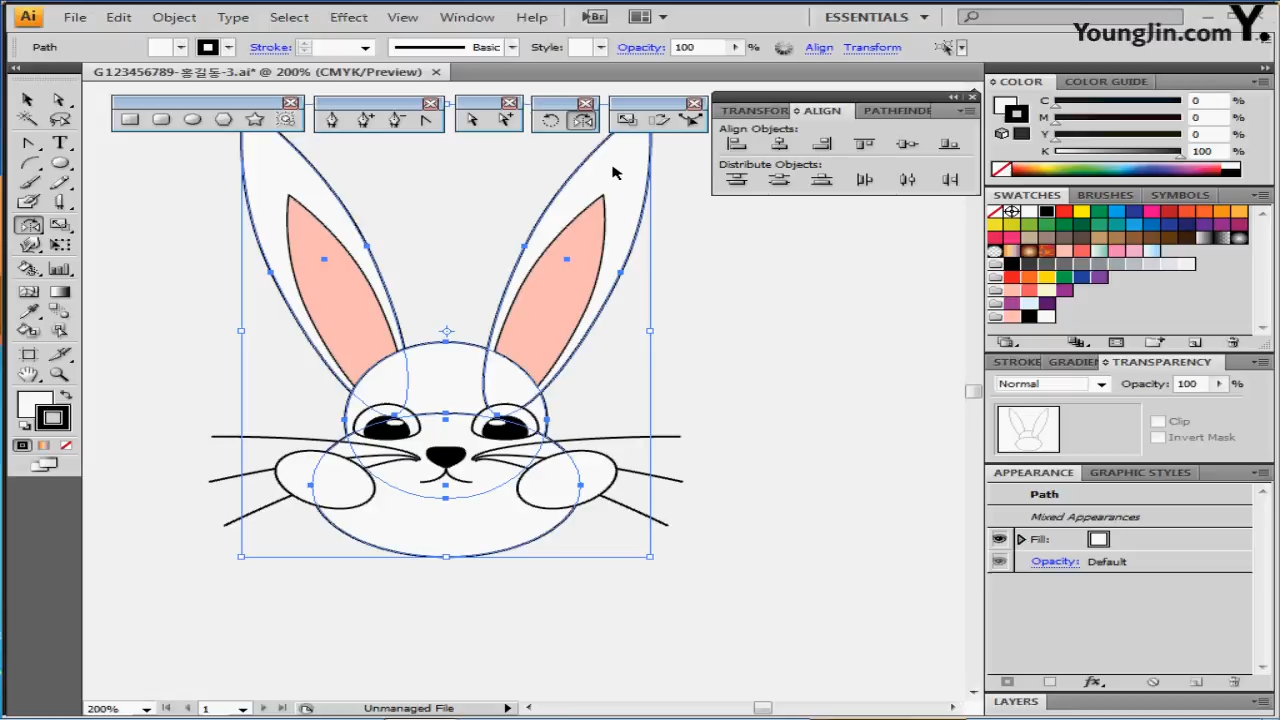 Ai File Edit Object Type Select Effect View Window Help Br ESSENTIALS
YoungJin.com Y.
Path Stroke: Basic Style: Opacity: 100 % Align Transform
G123456789-홍길동-3.ai* @ 200% (CMYK/Preview)
TRANSFOR ALIGN PATHFINDE
Align Objects:
Distribute Objects:
COLOR COLOR GUIDE
C 0 %
M 0 %
Y 0 %
K 100 %
SWATCHES BRUSHES SYMBOLS
STROKE GRADIEN TRANSPARENCY
Normal Opacity: 100 %
Clip
Invert Mask
APPEARANCE GRAPHIC STYLES
Path
Mixed Appearances
Fill:
Opacity: Default
fx
LAYERS
200% 1 Unmanaged File